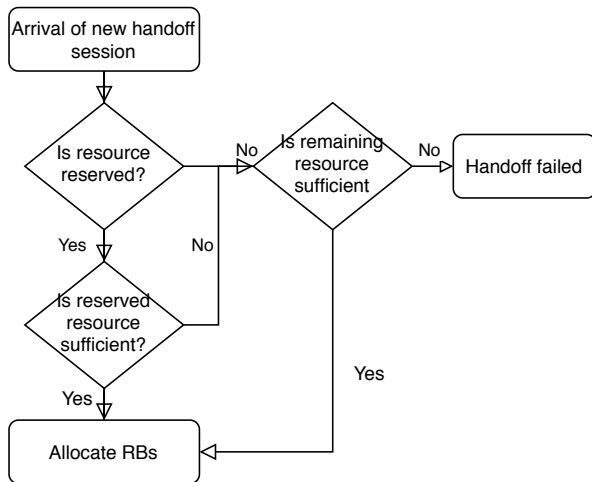 Arrival of new handoff
session
Is resource
reserved?
No
Is remaining
resource
sufficient
No
Handoff failed
Yes
No
Is reserved
resource
sufficient?
Yes
Yes
Allocate RBs